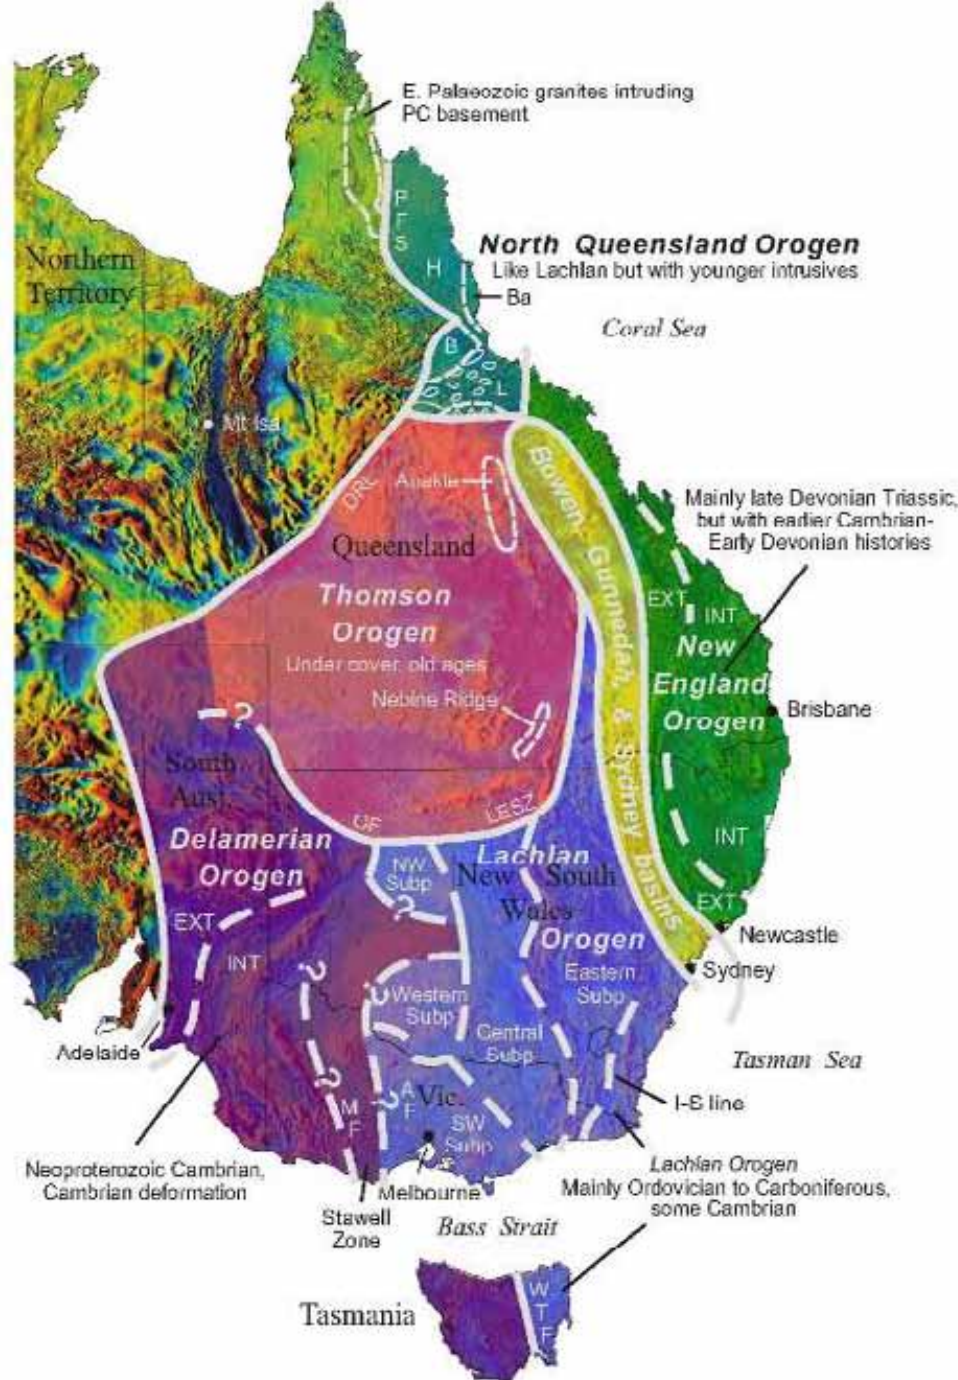 E. Palaeozoic granites intruding
PC basement
P
F
S
H
North Queensland Orogen
Like Lachlan but with younger intrusives
Ba
Northern
Territory
Coral Sea
B
L
Mt Isa
DRL
Anakie
Bowen, Gunnedah, & Sydney basins
Mainly late Devonian Triassic,
but with earlier Cambrian-
Early Devonian histories
Queensland
Thomson
Orogen
Under cover, old ages
Nebine Ridge
EXT
INT
New
England
Orogen
Brisbane
?
South
Aust.
OF
LESZ
Delamerian
Orogen
NW
Subp
Lachlan
New South
Wales
Orogen
INT
EXT
EXT
INT
?
?
?
Western
Subp
Eastern
Subp
Central
Subp
Newcastle
Sydney
Adelaide
Tasman Sea
?
?
M
F
A
F
Vic.
SW
Subp
I-S line
Neoproterozoic Cambrian,
Cambrian deformation
Melbourne
Stawell
Zone
Bass Strait
Lachlan Orogen
Mainly Ordovician to Carboniferous,
some Cambrian
Tasmania
W
T
F